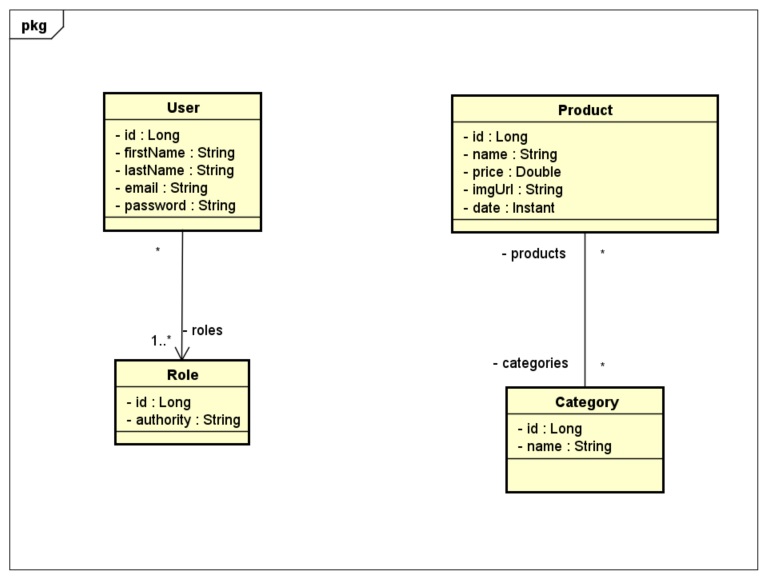 pkg
User
- id : Long
- firstName : String
- lastName : String
- email : String
- password : String
*
1..*
- roles
Role
- id : Long
- authority : String
Product
- id : Long
- name : String
- price : Double
- imgUrl : String
- date : Instant
- products
*
- categories
*
Category
- id : Long
- name : String